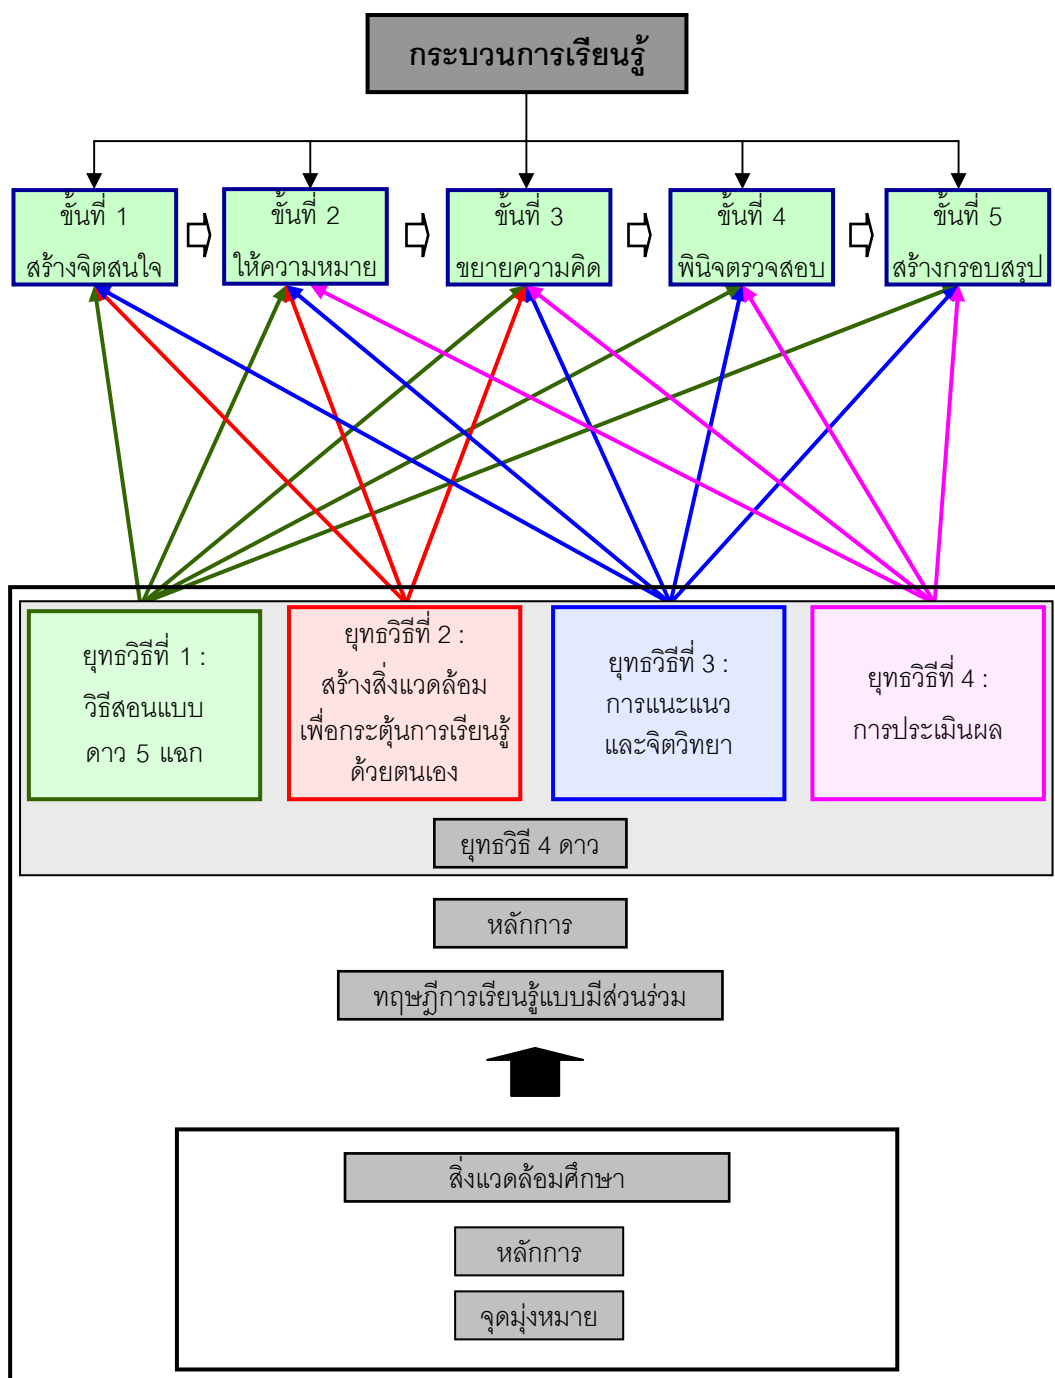 กระบวนการเรียนรู้
ขั้นที่ 1
สร้างจิตสนใจ
ขั้นที่ 2
ให้ความหมาย
ขั้นที่ 3
ขยายความคิด
ขั้นที่ 4
พินิจตรวจสอบ
ขั้นที่ 5
สร้างกรอบสรุป
ยุทธวิธีที่ 1 :
วิธีสอนแบบ
ดาว 5 แฉก
ยุทธวิธีที่ 2 :
สร้างสิ่งแวดล้อม
เพื่อกระตุ้นการเรียนรู้
ด้วยตนเอง
ยุทธวิธีที่ 3 :
การแนะแนว
และจิตวิทยา
ยุทธวิธีที่ 4 :
การประเมินผล
ยุทธวิธี 4 ดาว
หลักการ
ทฤษฎีการเรียนรู้แบบมีส่วนร่วม
สิ่งแวดล้อมศึกษา
หลักการ
จุดมุ่งหมาย